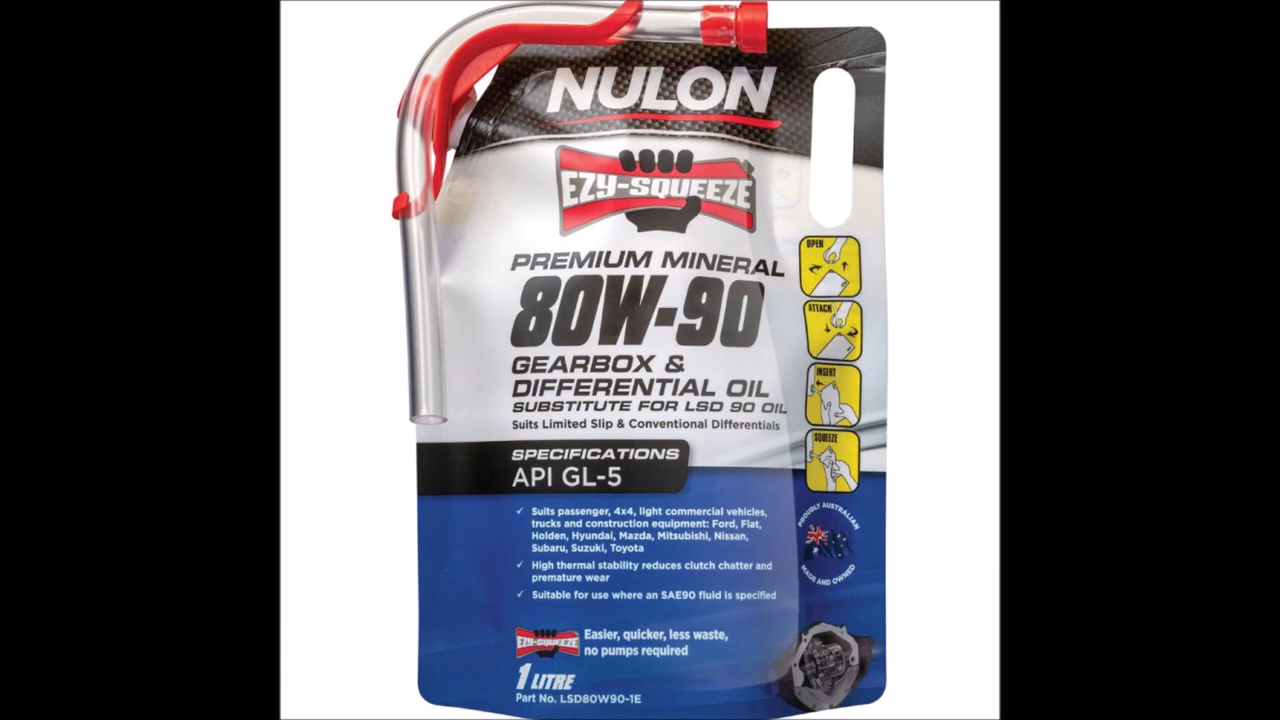 NULON
EZY-SQUEEZE
PREMIUM MINERAL
80W-90
GEARBOX &
DIFFERENTIAL OIL
SUBSTITUTE FOR LSD 90 OIL
Suits Limited Slip & Conventional Differentials
SPECIFICATIONS
API GL-5
✓ Suits passenger, 4x4, light commercial vehicles,
trucks and construction equipment: Ford, Fiat,
Holden, Hyundai, Mazda, Mitsubishi, Nissan,
Subaru, Suzuki, Toyota
✓ High thermal stability reduces clutch chatter and
premature wear
✓ Suitable for use where an SAE90 fluid is specified
EZY-SQUEEZE
Easier, quicker, less waste,
no pumps required
1 LITRE
Part No. LSD80W90-1E
OPEN
ATTACH
INSERT
SQUEEZE
PROUDLY AUSTRALIAN
MADE AND OWNED